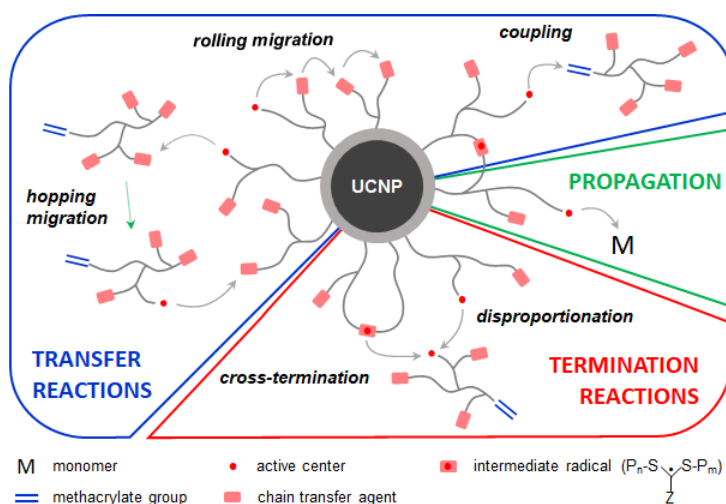 rolling migration
coupling
UCNP
PROPAGATION
hopping
migration
M
disproportionation
TRANSFER
REACTIONS
cross-termination
TERMINATION
REACTIONS
M monomer
active center
intermediate radical (Pn-S S-Pm)
Z
methacrylate group
chain transfer agent